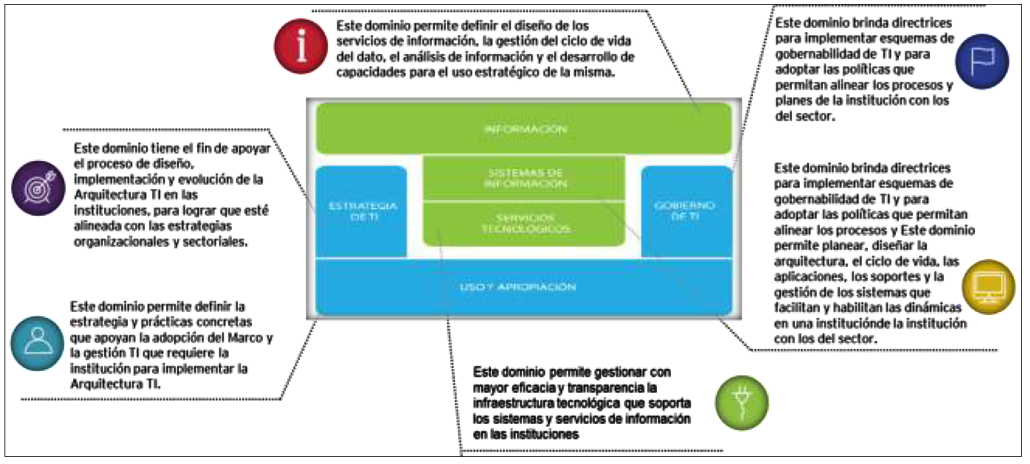 Este dominio permite definir el diseño de los
servicios de información, la gestión del ciclo de vida
del dato, el análisis de información y el desarrollo de
capacidades para el uso estratégico de la misma.
Este dominio brinda directrices
para implementar esquemas de
gobernabilidad de TI y para
adoptar las políticas que
permitan alinear los procesos y
planes de la institución con los
del sector.
Este dominio tiene el fin de apoyar
el proceso de diseño,
implementación y evolución de la
Arquitectura TI en las
instituciones, para lograr que esté
alineada con las estrategias
organizacionales y sectoriales.
INFORMACIÓN
SISTEMAS DE
INFORMACIÓN
ESTRATEGIA
DE TI
SERVICIOS
TECNOLÓGICOS
GOBIERNO
DE TI
USO Y APROPIACIÓN
Este dominio brinda directrices
para implementar esquemas de
gobernabilidad de TI y para
adoptar las políticas que permitan
alinear los procesos y Este dominio
permite planear, diseñar la
arquitectura, el ciclo de vida, las
aplicaciones, los soportes y la
gestión de los sistemas que
facilitan y habilitan las dinámicas
en una instituciónde la institución
con los del sector.
Este dominio permite definir la
estrategia y prácticas concretas
que apoyan la adopción del Marco y
la gestión TI que requiere la
institución para implementar la
Arquitectura TI.
Este dominio permite gestionar con
mayor eficacia y transparencia la
infraestructura tecnológica que soporta
los sistemas y servicios de información
en las instituciones